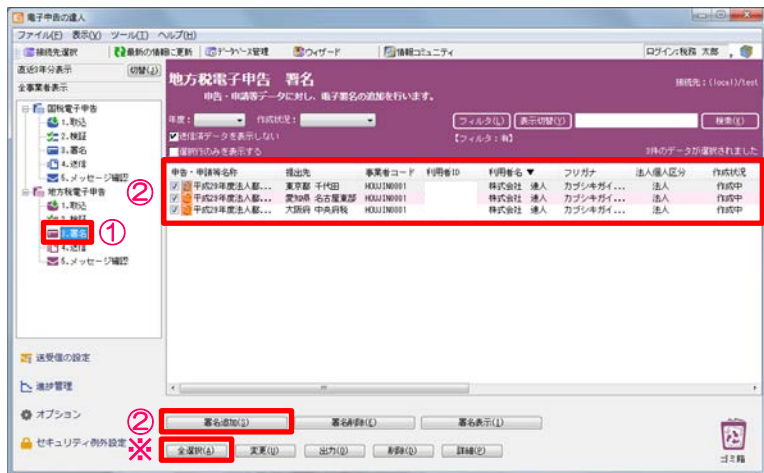 電子申告の達人
ファイル(F) 表示(V) ツール(T) ヘルプ(H)
接続先選択 最新の情報に更新 データベース管理 ウィザード 情報コミュニティ ログイン:税務 太郎
直近3年分表示 切替(J)
全事業者表示
国税電子申告
1.取込
2.検証
3.署名
4.送信
5.メッセージ確認
地方税電子申告
1.取込
2.検証
3.署名
4.送信
5.メッセージ確認
①
②
送受信の設定
進捗管理
オプション
セキュリティ例外設定
地方税電子申告 署名
申告・申請等データに対し、電子署名の追加を行います。
接続先:(local)/test
年度: 作成状況: フィルタ(L) 表示切替(Y) 検索(K)
送信済データを表示しない 【フィルタ:有】
選択行のみを表示する 3件のデータが選択されました
申告・申請等名称 提出先 事業者コード 利用者ID 利用者名 ▼ フリガナ 法人個人区分 作成状況
平成29年度法人都... 東京都 千代田 HOUJIN0001 株式会社 達人 カブシキガイ... 法人 作成中
平成29年度法人都... 愛知県 名古屋東部 HOUJIN0001 株式会社 達人 カブシキガイ... 法人 作成中
平成29年度法人都... 大阪府 中央府税 HOUJIN0001 株式会社 達人 カブシキガイ... 法人 作成中
② 署名追加(S) 署名削除(E) 署名表示(I)
※ 全選択(A) 変更(U) 出力(O) 削除(D) 詳細(P)
ゴミ箱